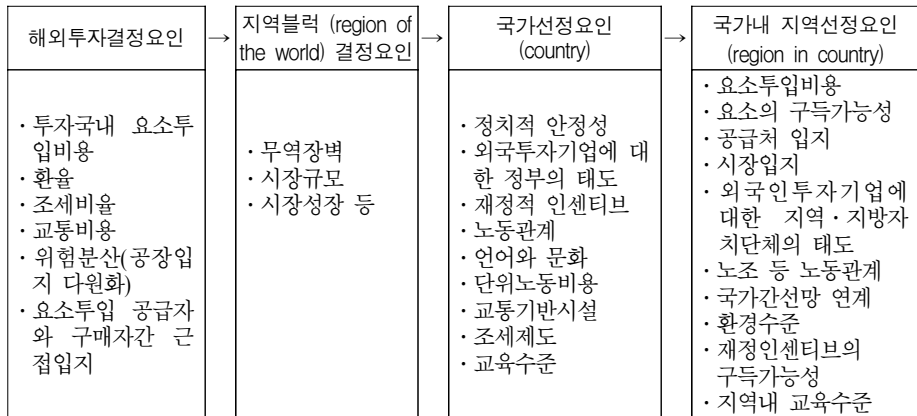 해외투자결정요인
→
지역블럭 (region of
the world) 결정요인
→
국가선정요인
(country)
→
국가내 지역선정요인
(region in country)
· 투자국내 요소투
입비용
· 환율
· 조세비율
· 교통비용
· 위험분산(공장입
지 다원화)
· 요소투입 공급자
와 구매자간 근
접입지
· 무역장벽
· 시장규모
· 시장성장 등
· 정치적 안정성
· 외국투자기업에 대
한 정부의 태도
· 재정적 인센티브
· 노동관계
· 언어와 문화
· 단위노동비용
· 교통기반시설
· 조세제도
· 교육수준
· 요소투입비용
· 요소의 구득가능성
· 공급처 입지
· 시장입지
· 외국인투자기업에
대한 지역·지방자
치단체의 태도
· 노조 등 노동관계
· 국가간선망 연계
· 환경수준
· 재정인센티브의
구득가능성
· 지역내 교육수준